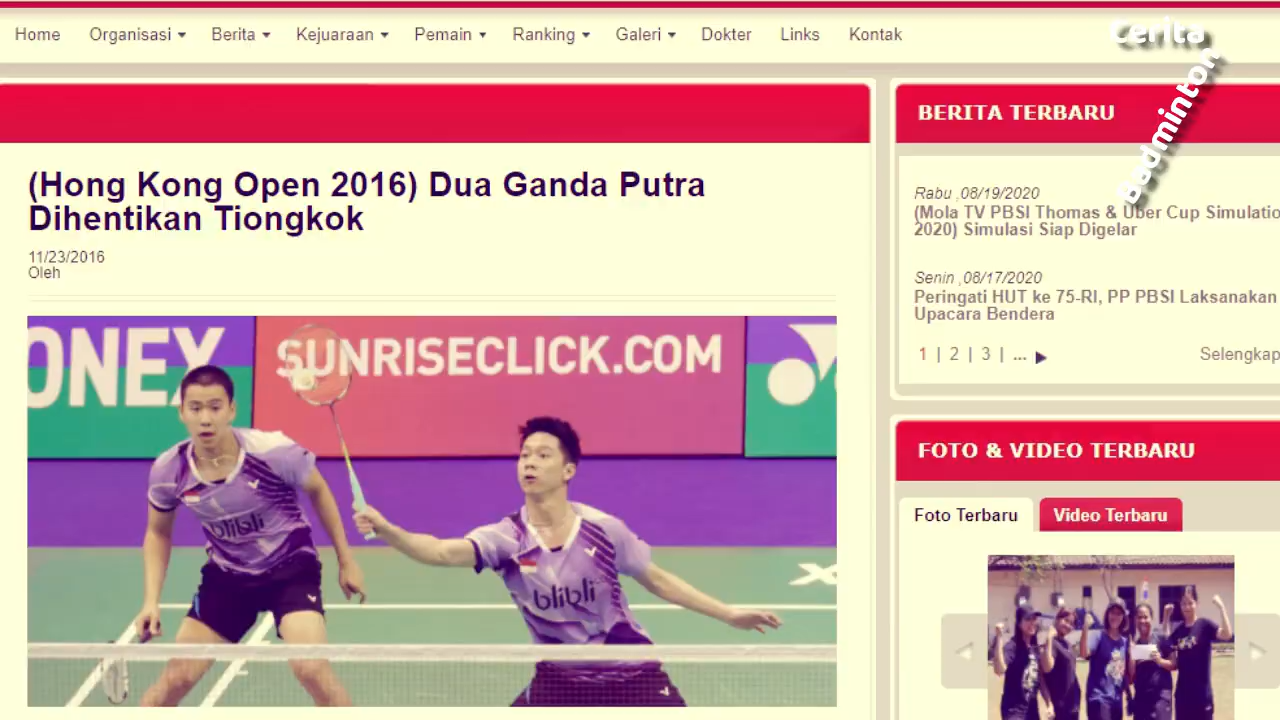 Home Organisasi Berita Kejuaraan Pemain Ranking Galeri Dokter Links Kontak
Cerita
Badminton
(Hong Kong Open 2016) Dua Ganda Putra
Dihentikan Tiongkok
11/23/2016
Oleh
ONEX
SUNRISECLICK.COM
blibli
blibli
BERITA TERBARU
Rabu ,08/19/2020
(Mola TV PBSI Thomas & Uber Cup Simulatio
2020) Simulasi Siap Digelar
Senin ,08/17/2020
Peringati HUT ke 75-RI, PP PBSI Laksanakan
Upacara Bendera
1 | 2 | 3 | ...
Selengkap
FOTO & VIDEO TERBARU
Foto Terbaru
Video Terbaru